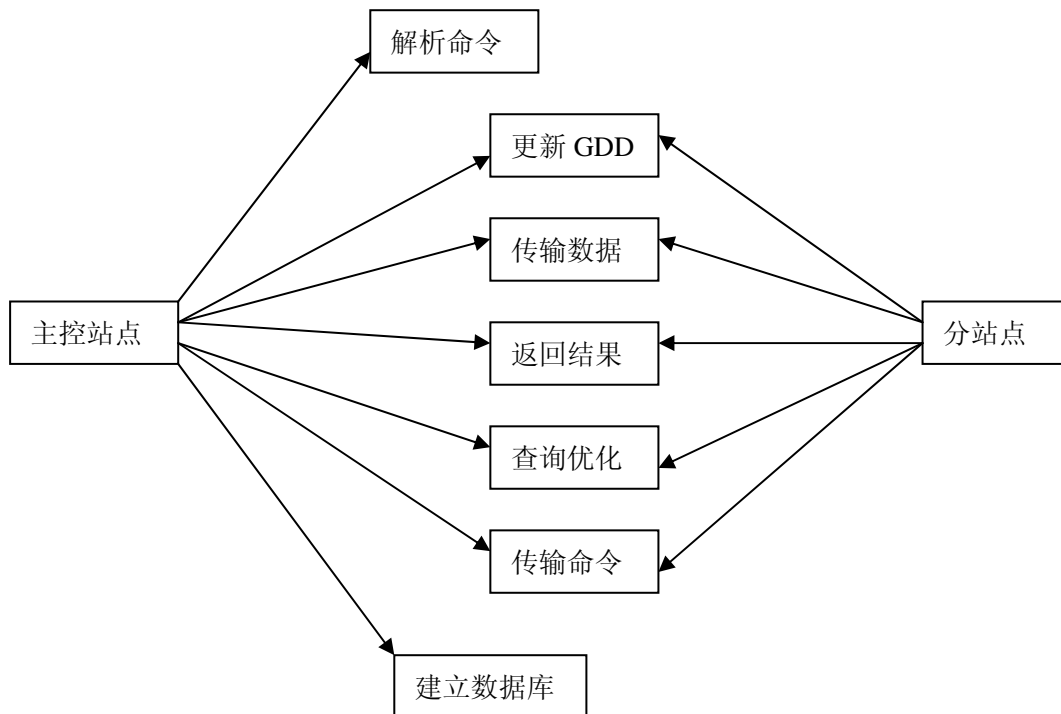 解析命令
更新 GDD
传输数据
主控站点
返回结果
分站点
查询优化
传输命令
建立数据库